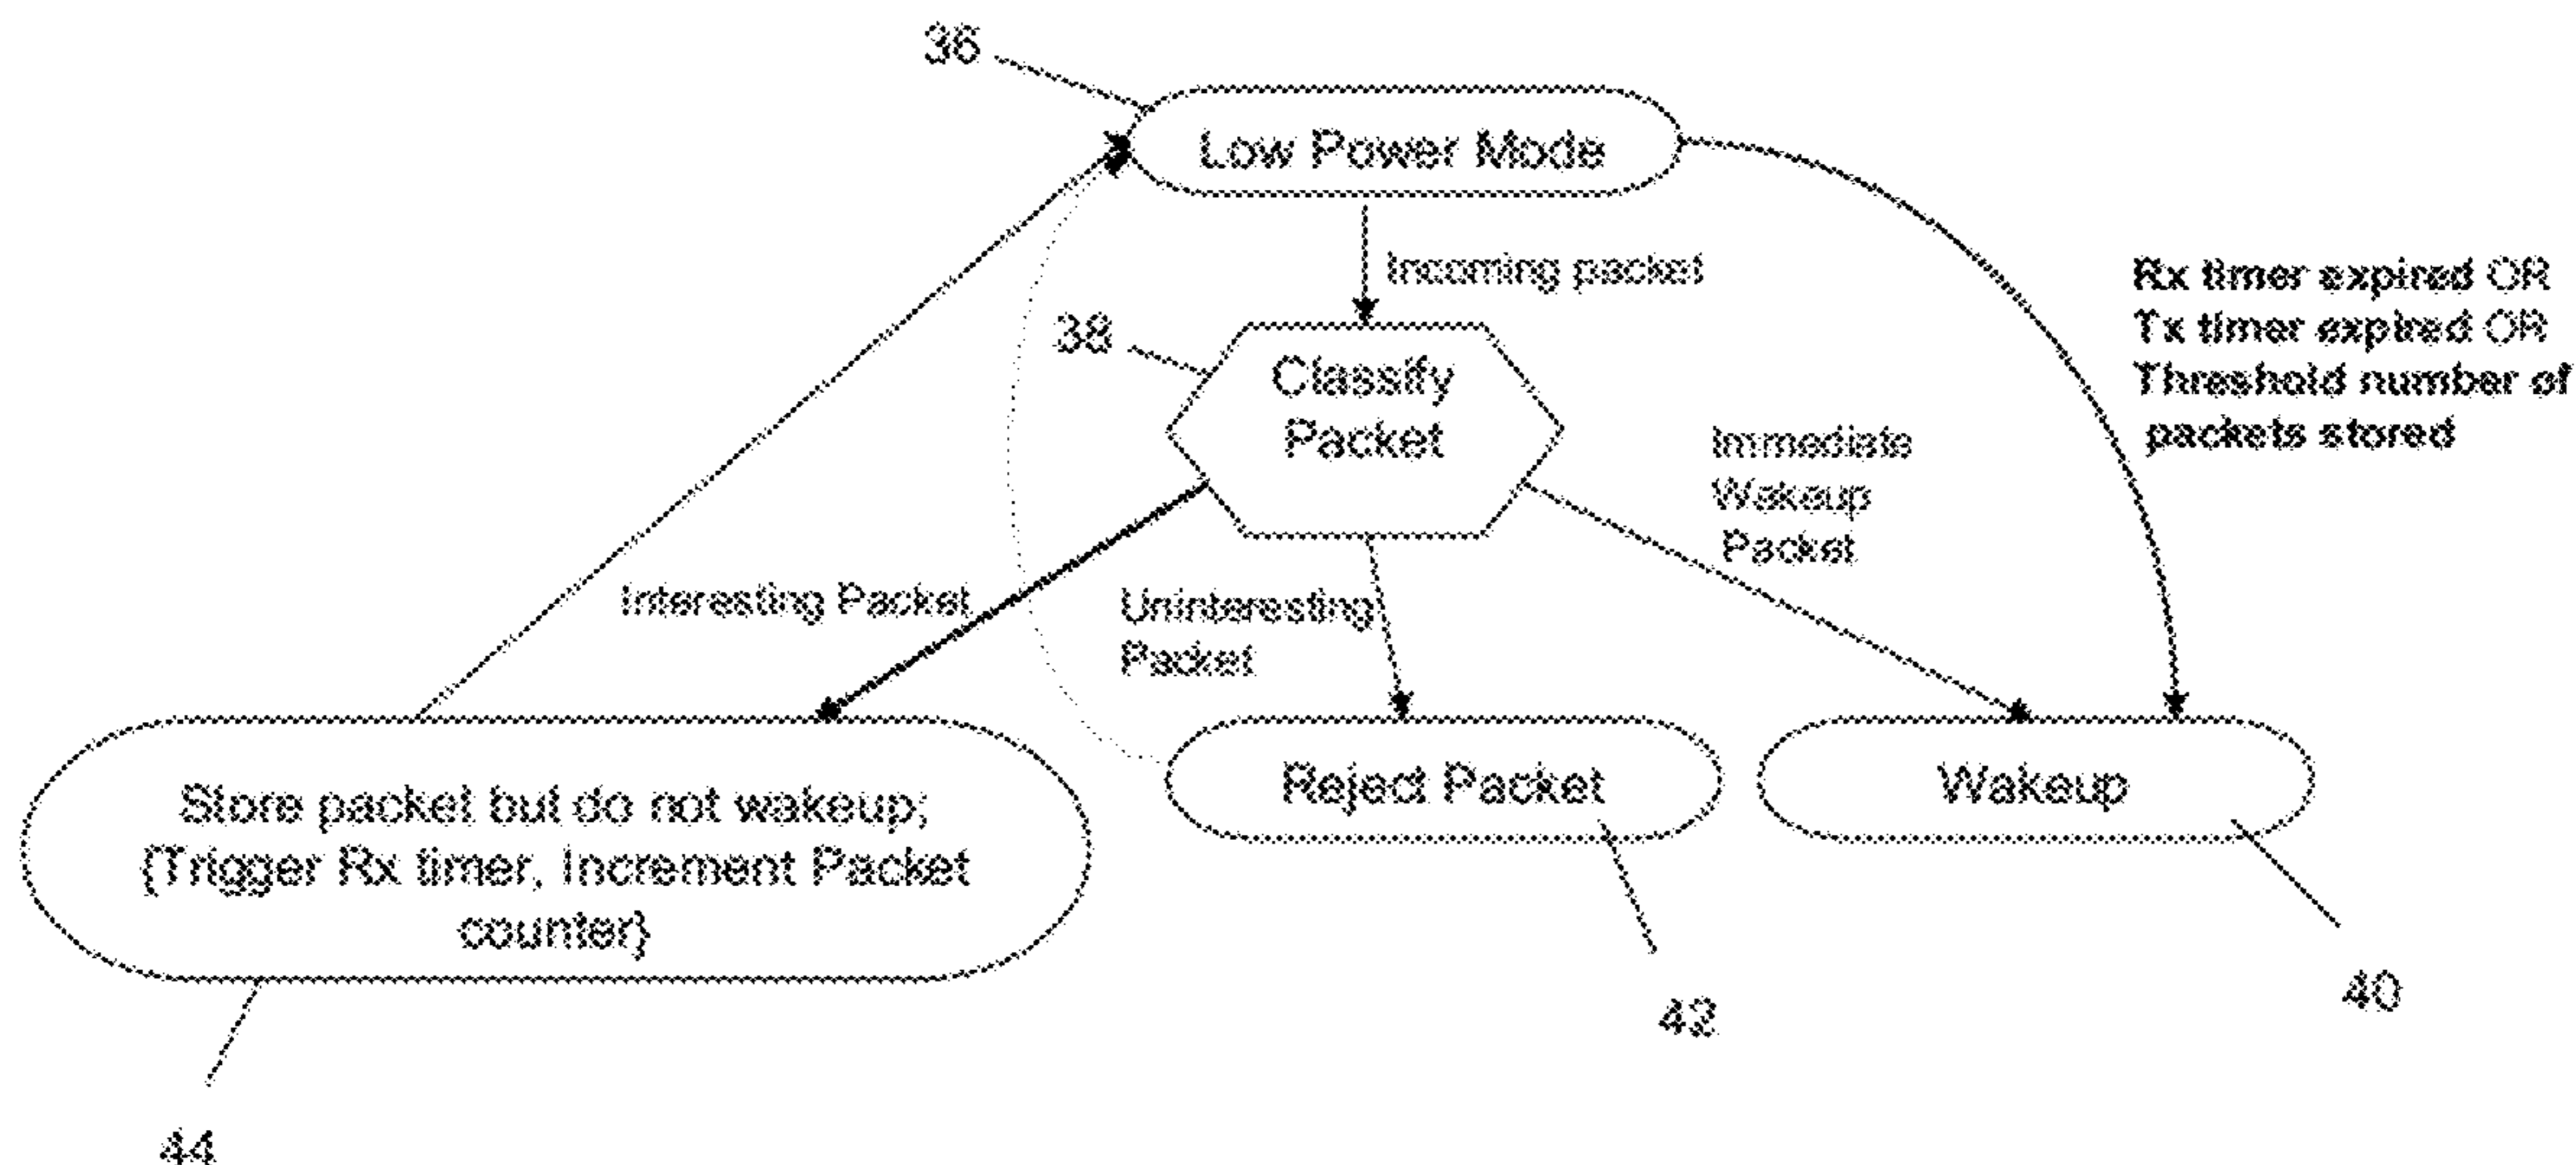 36
Low Power Mode
Incoming packet
Rx timer expired OR
Tx timer expired OR
Threshold number of
packets stored
38
Classify
Packet
Immediate
Wakeup
Packet
Interesting Packet
Uninteresting
Packet
Store packet but do not wakeup;
{Trigger Rx timer, Increment Packet
counter}
Reject Packet
Wakeup
40
42
44